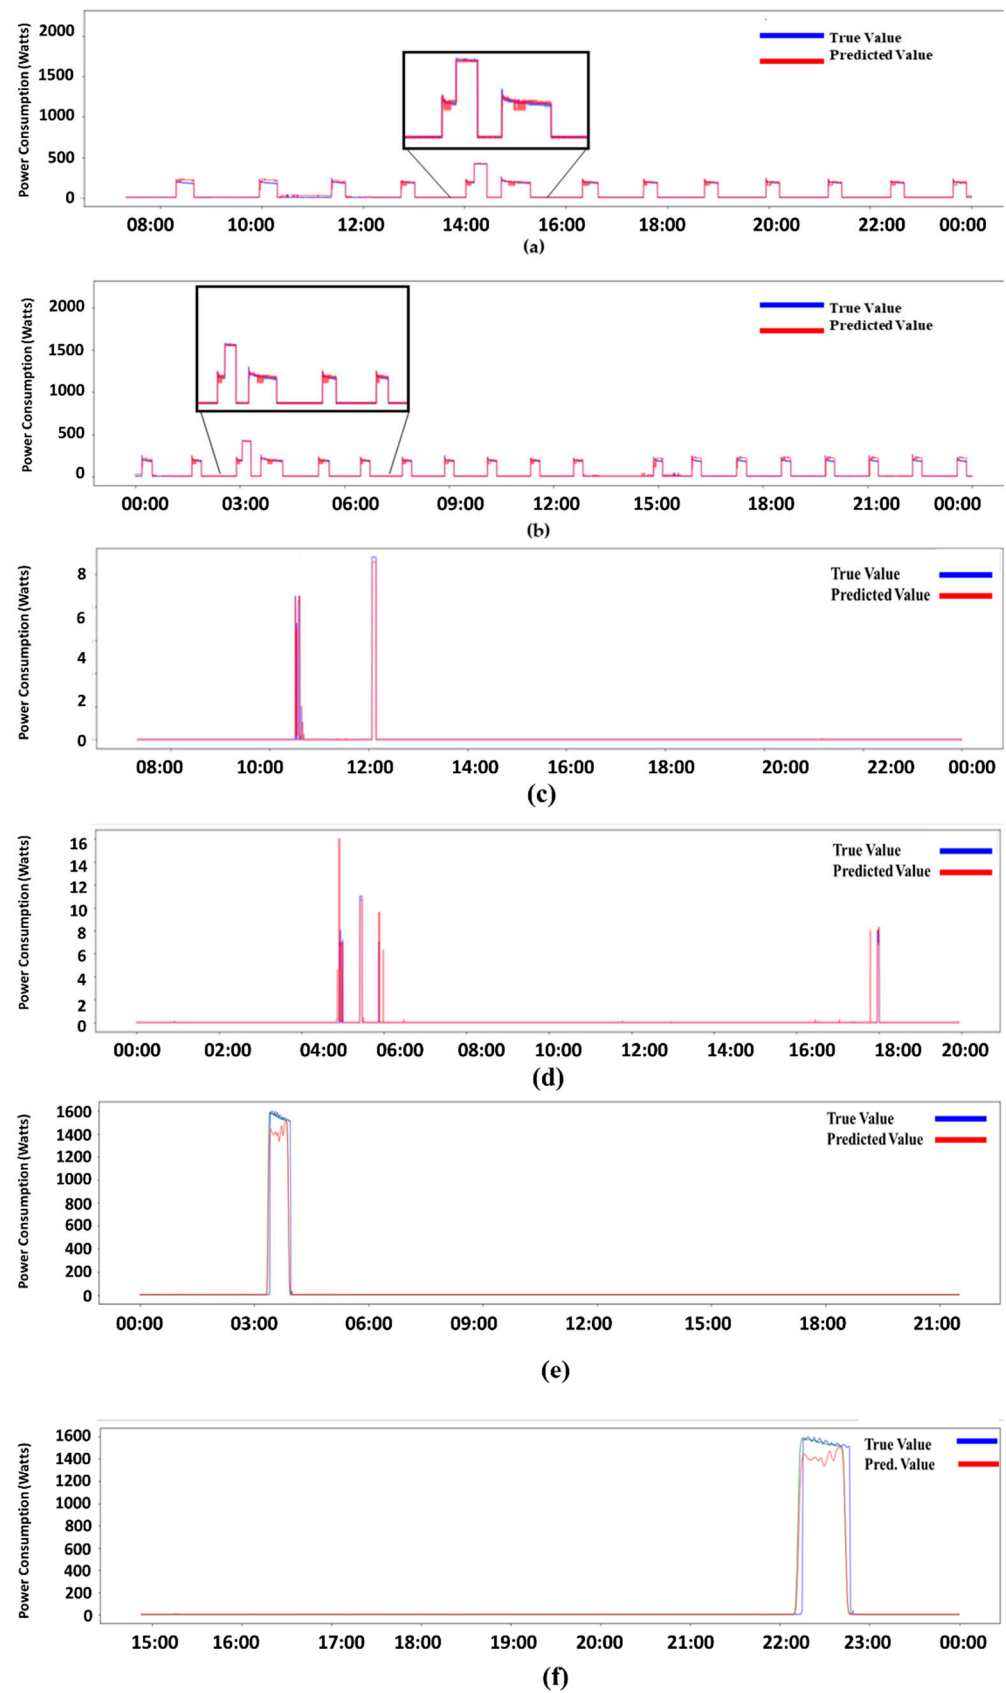 Power Consumption (Watts)
2000
1500
1000
500
0
True Value
Predicted Value
08:00 10:00 12:00 14:00 16:00 18:00 20:00 22:00 00:00
(a)
Power Consumption (Watts)
2000
1500
1000
500
0
True Value
Predicted Value
00:00 03:00 06:00 09:00 12:00 15:00 18:00 21:00 00:00
(b)
Power Consumption (Watts)
8
6
4
2
0
True Value
Predicted Value
08:00 10:00 12:00 14:00 16:00 18:00 20:00 22:00 00:00
(c)
Power Consumption (Watts)
16
14
12
10
8
6
4
2
0
True Value
Predicted Value
00:00 02:00 04:00 06:00 08:00 10:00 12:00 14:00 16:00 18:00 20:00
(d)
Power Consumption (Watts)
1600
1400
1200
1000
800
600
400
200
0
True Value
Predicted Value
00:00 03:00 06:00 09:00 12:00 15:00 18:00 21:00
(e)
Power Consumption (Watts)
1600
1400
1200
1000
800
600
400
200
0
True Value
Pred. Value
15:00 16:00 17:00 18:00 19:00 20:00 21:00 22:00 23:00 00:00
(f)